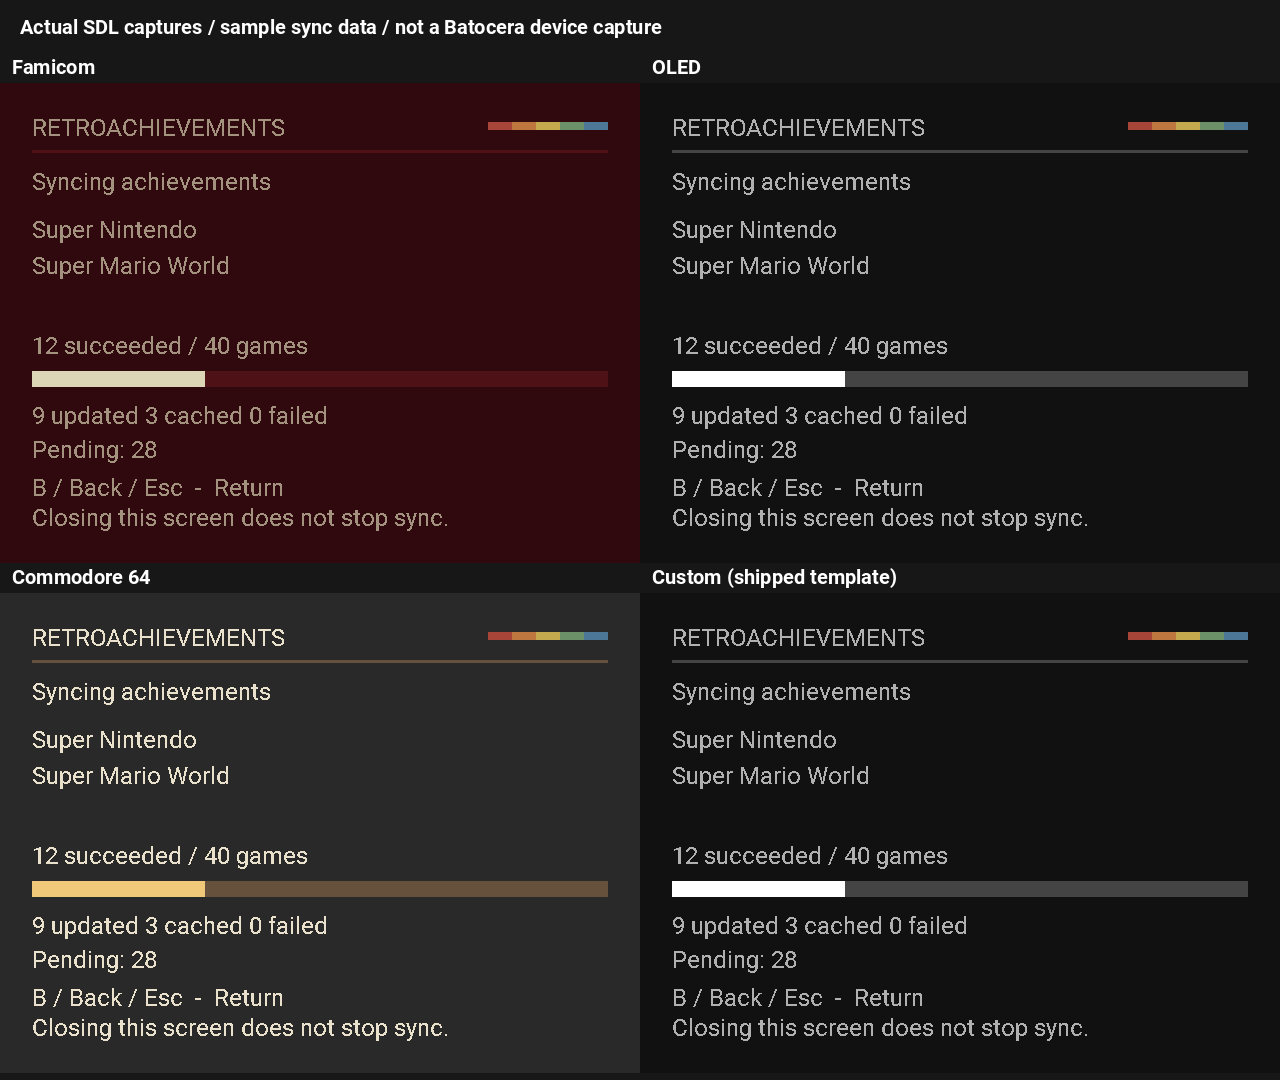 Actual SDL captures / sample sync data / not a Batocera device capture
Famicom
RETROACHIEVEMENTS
Syncing achievements
Super Nintendo
Super Mario World
12 succeeded / 40 games
9 updated 3 cached 0 failed
Pending: 28
B / Back / Esc - Return
Closing this screen does not stop sync.
OLED
RETROACHIEVEMENTS
Syncing achievements
Super Nintendo
Super Mario World
12 succeeded / 40 games
9 updated 3 cached 0 failed
Pending: 28
B / Back / Esc - Return
Closing this screen does not stop sync.
Commodore 64
RETROACHIEVEMENTS
Syncing achievements
Super Nintendo
Super Mario World
12 succeeded / 40 games
9 updated 3 cached 0 failed
Pending: 28
B / Back / Esc - Return
Closing this screen does not stop sync.
Custom (shipped template)
RETROACHIEVEMENTS
Syncing achievements
Super Nintendo
Super Mario World
12 succeeded / 40 games
9 updated 3 cached 0 failed
Pending: 28
B / Back / Esc - Return
Closing this screen does not stop sync.